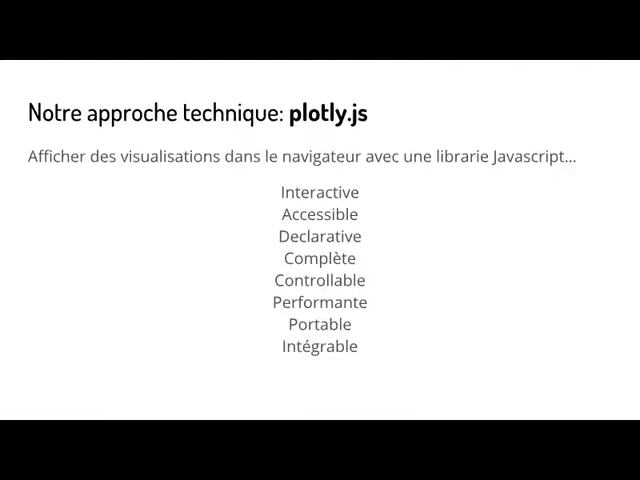 Notre approche technique: plotly.js
Afficher des visualisations dans le navigateur avec une librarie Javascript...
Interactive
Accessible
Declarative
Complète
Controllable
Performante
Portable
Intégrable